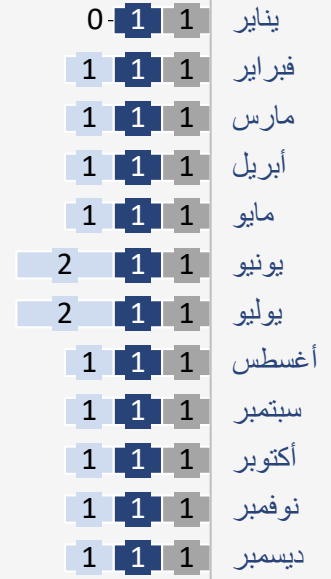 يناير 1 1 0
فبراير 1 1 1
مارس 1 1 1
أبريل 1 1 1
مايو 1 1 1
يونيو 1 1 2
يوليو 1 1 2
أغسطس 1 1 1
سبتمبر 1 1 1
أكتوبر 1 1 1
نوفمبر 1 1 1
ديسمبر 1 1 1